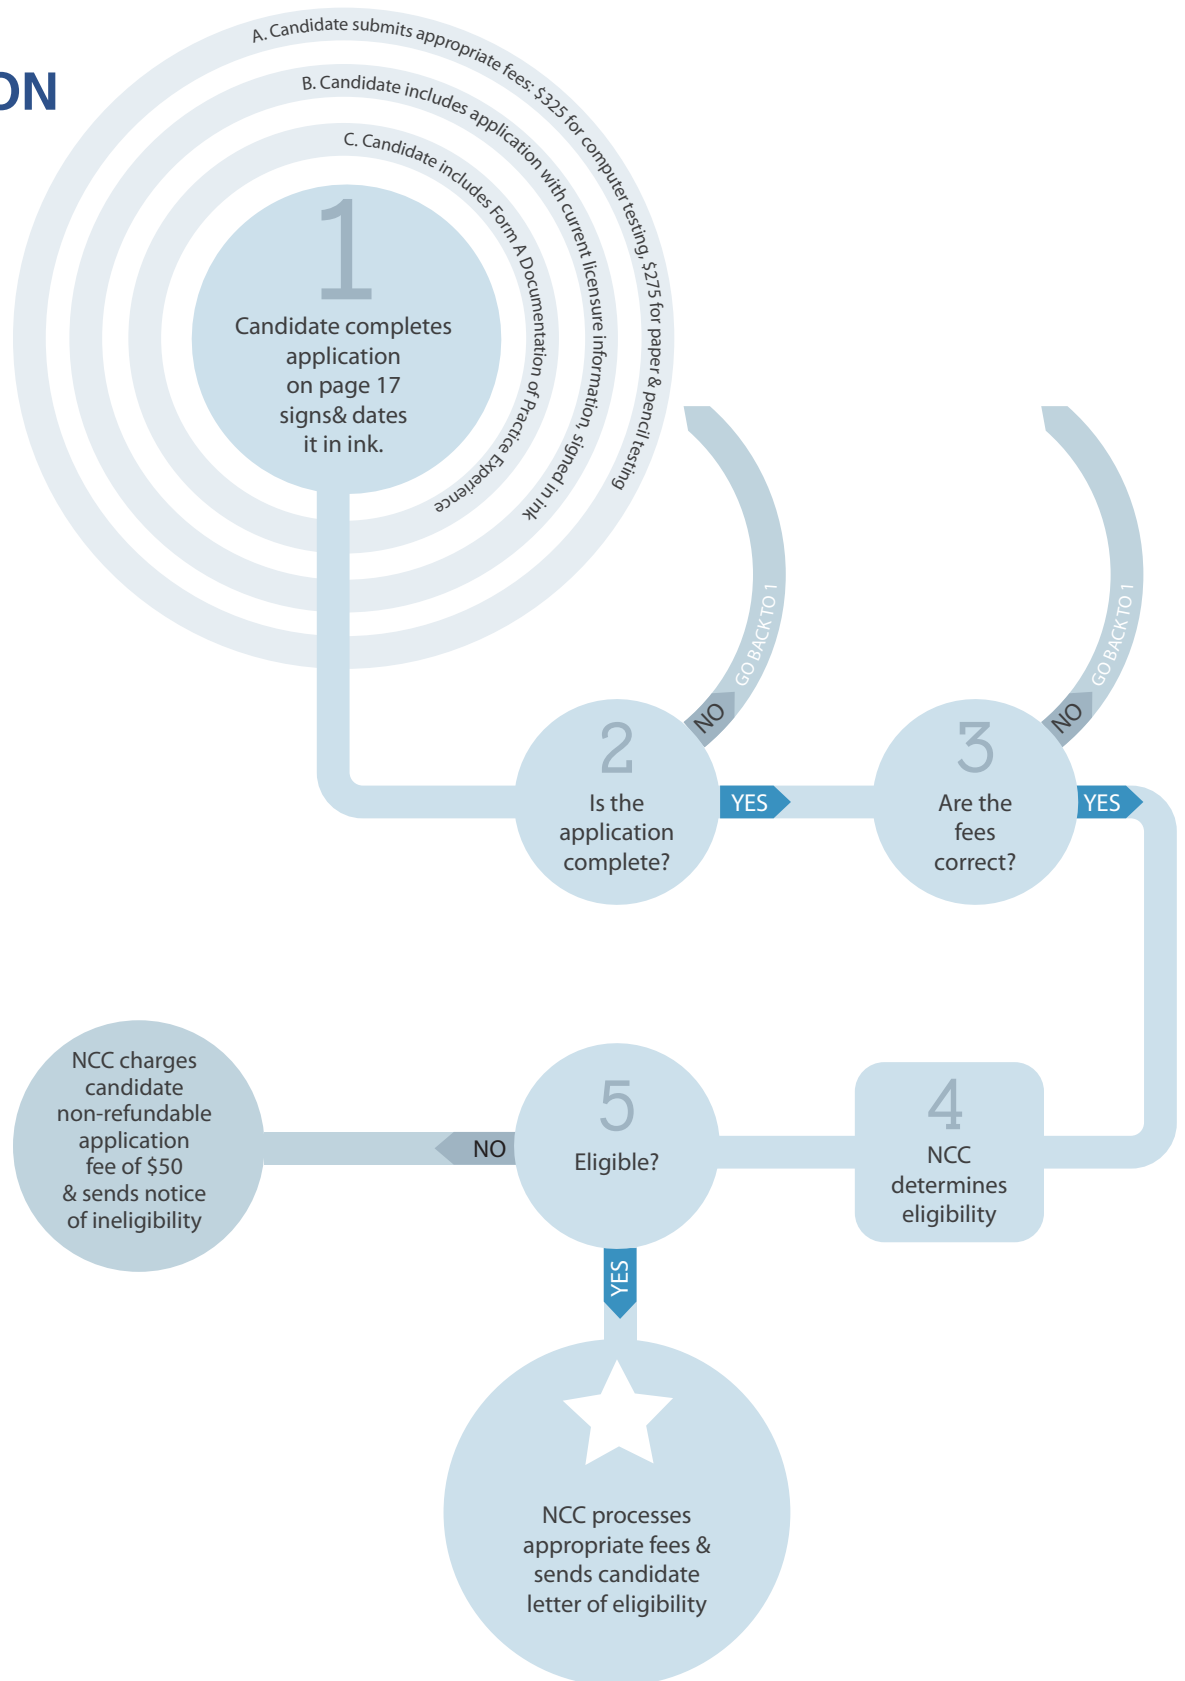 ON
A. Candidate submits appropriate fees: $325 for computer testing, $275 for paper & pencil testing
B. Candidate includes application with current licensure information, signed in ink
C. Candidate includes Form A Documentation of Practice Experience
1
Candidate completes
application
on page 17
signs& dates
it in ink.
2
Is the
application
complete?
NO
GO BACK TO 1
YES
3
Are the
fees
correct?
NO
GO BACK TO 1
YES
4
NCC
determines
eligibility
5
Eligible?
NO
NCC charges
candidate
non-refundable
application
fee of $50
& sends notice
of ineligibility
YES
NCC processes
appropriate fees &
sends candidate
letter of eligibility